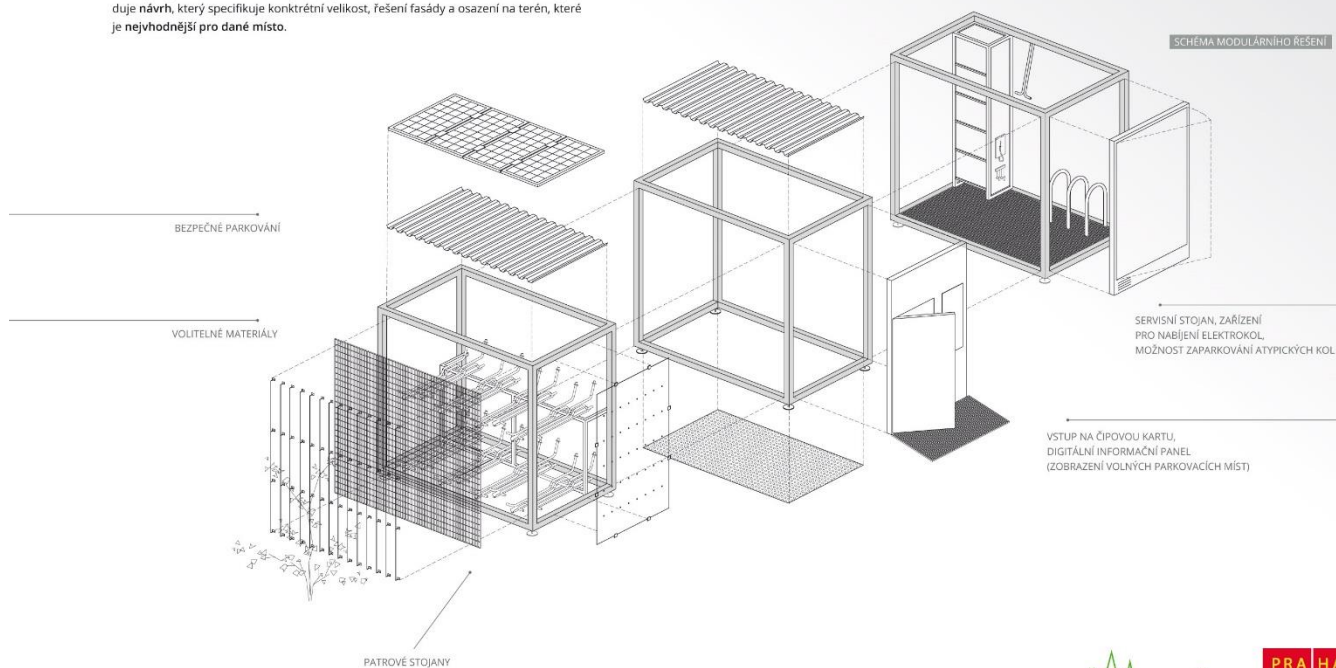 duje návrh, který specifikuje konktrétní velikost, řešení fasády a osazení na terén, které
je nejvhodnější pro dané místo.
SCHÉMA MODULÁRNÍHO ŘEŠENÍ
BEZPEČNÉ PARKOVÁNÍ
VOLITELNÉ MATERIÁLY
SERVISNÍ STOJAN, ZAŘÍZENÍ
PRO NABÍJENÍ ELEKTROKOL,
MOŽNOST ZAPARKOVÁNÍ ATYPICKÝCH KOL
VSTUP NA ČIPOVOU KARTU,
DIGITÁLNÍ INFORMAČNÍ PANEL
(ZOBRAZENÍ VOLNÝCH PARKOVACÍCH MÍST)
PATROVÉ STOJANY
PRA HA